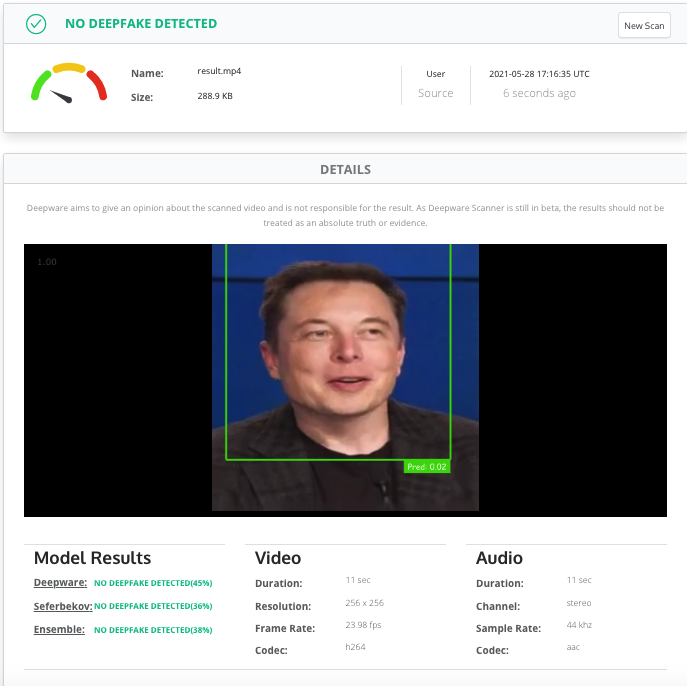 NO DEEPFAKE DETECTED
New Scan
Name: result.mp4
Size: 288.9 KB
User
Source
2021-05-28 17:16:35 UTC
6 seconds ago
DETAILS
Deepware aims to give an opinion about the scanned video and is not responsible for the result. As Deepware Scanner is still in beta, the results should not be
treated as an absolute truth or evidence.
1.00
Pred: 0.02
Model Results
Deepware: NO DEEPFAKE DETECTED(45%)
Seferbekov: NO DEEPFAKE DETECTED(36%)
Ensemble: NO DEEPFAKE DETECTED(38%)
Video
Duration: 11 sec
Resolution: 256 x 256
Frame Rate: 23.98 fps
Codec: h264
Audio
Duration: 11 sec
Channel: stereo
Sample Rate: 44 khz
Codec: aac